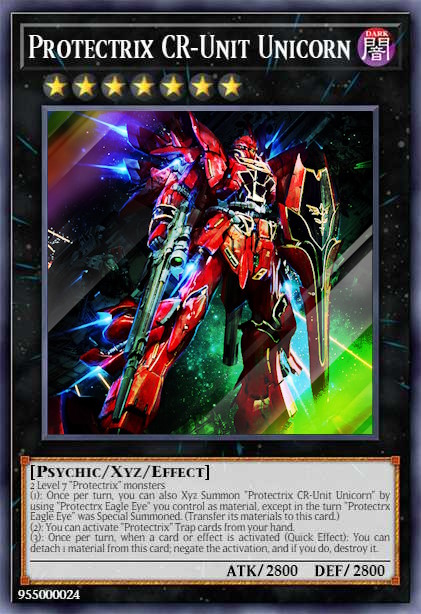 PROTECTRIX CR-UNIT UNICORN
DARK
闇
[PSYCHIC/XYZ/EFFECT]
2 Level 7 "Protectrix" monsters
(1): Once per turn, you can also Xyz Summon "Protectrix CR-Unit Unicorn" by
using "Protectrx Eagle Eye" you control as material, except in the turn "Protectrix
Eagle Eye" was Special Summoned. (Transfer its materials to this card.)
(2): You can activate "Protectrix" Trap cards from your hand.
(3): Once per turn, when a card or effect is activated (Quick Effect): You can
detach 1 material from this card; negate the activation, and if you do, destroy it.
ATK/2800 DEF/2800
955000024